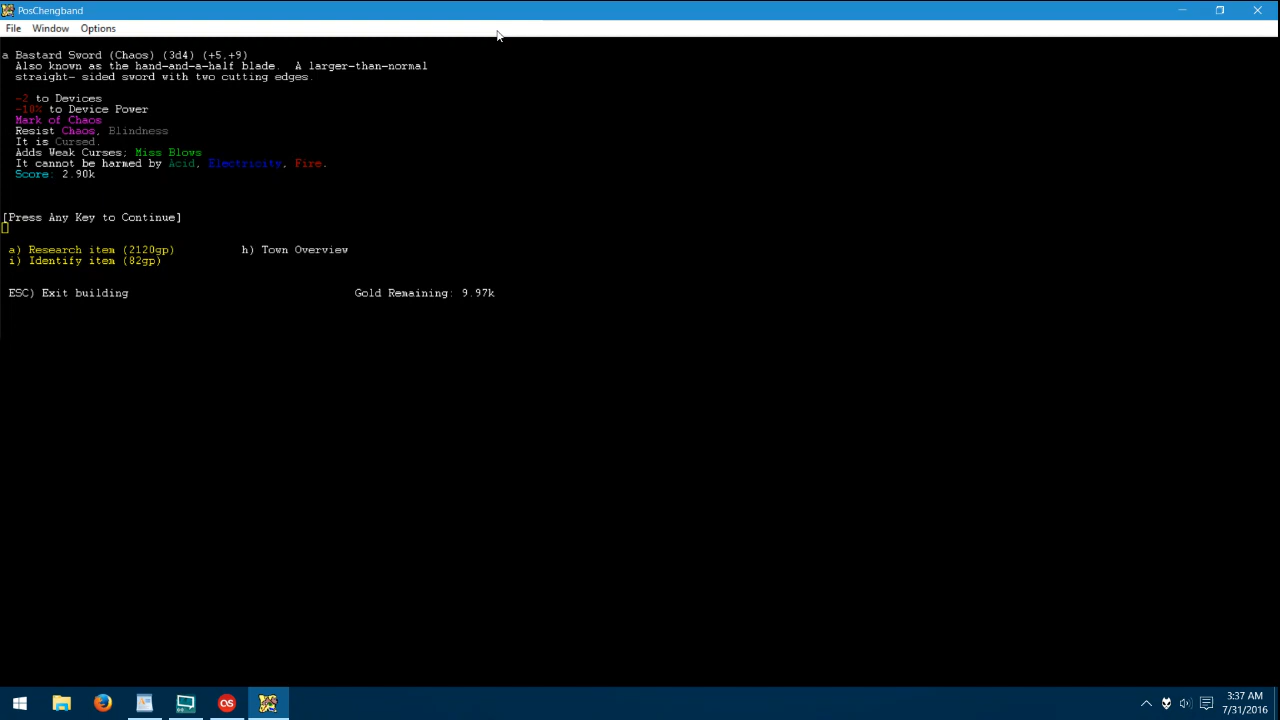 PosChengband
File Window Options
a Bastard Sword (Chaos) (3d4) (+5,+9)
Also known as the hand-and-a-half blade. A larger-than-normal
straight- sided sword with two cutting edges.
-2 to Devices
-10% to Device Power
Mark of Chaos
Resist Chaos, Blindness
It is Cursed.
Adds Weak Curses; Miss Blows
It cannot be harmed by Acid, Electricity, Fire.
Score: 2.90k
[Press Any Key to Continue]
a) Research item (2120gp) h) Town Overview
i) Identify item (82gp)
ESC) Exit building Gold Remaining: 9.97k
3:37 AM
7/31/2016